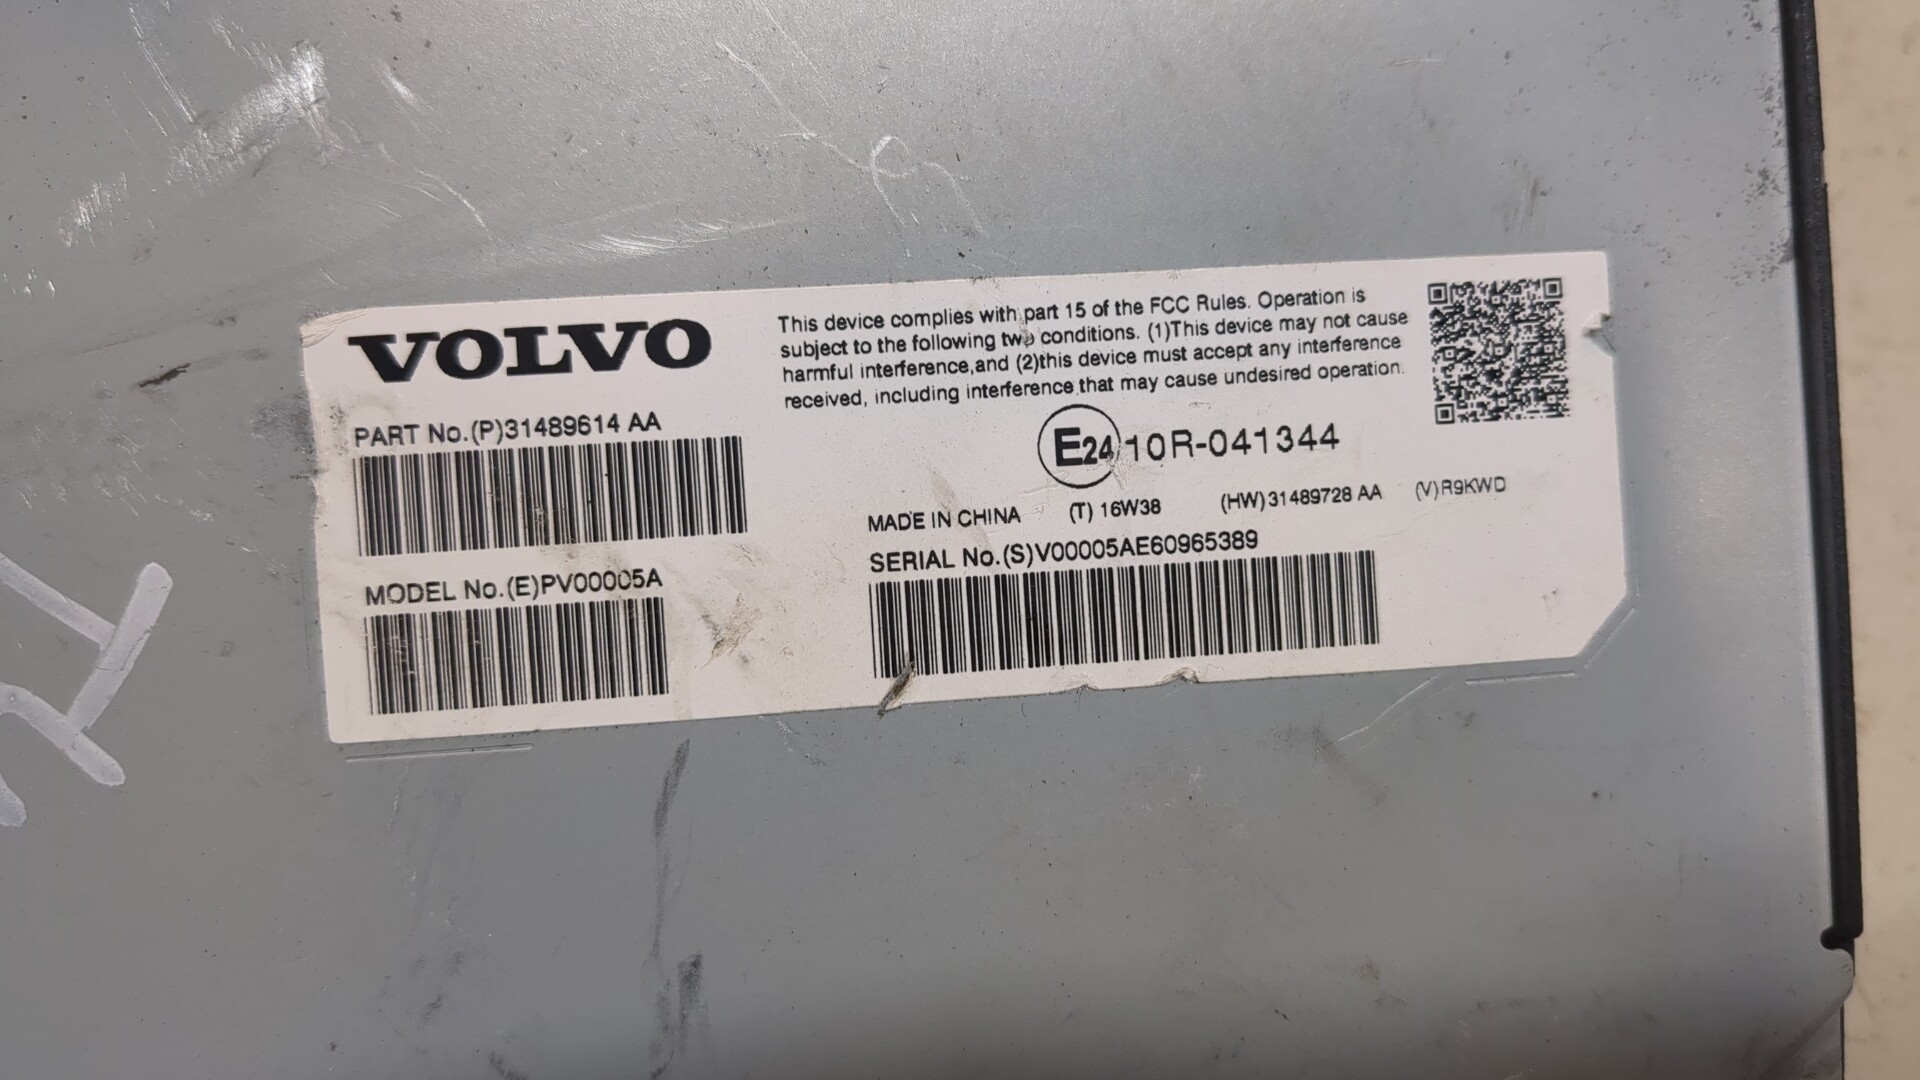 VOLVO
PART No.(P)31489614 AA
MODEL No.(E)PV00005A
This device complies with part 15 of the FCC Rules. Operation is
subject to the following two conditions. (1)This device may not cause
harmful interference,and (2)this device must accept any interference
received, including interference that may cause undesired operation.
E24 10R-041344
MADE IN CHINA (T) 16W38 (HW)31489728 AA (V)R9KWD
SERIAL No.(S)V00005AE60965389